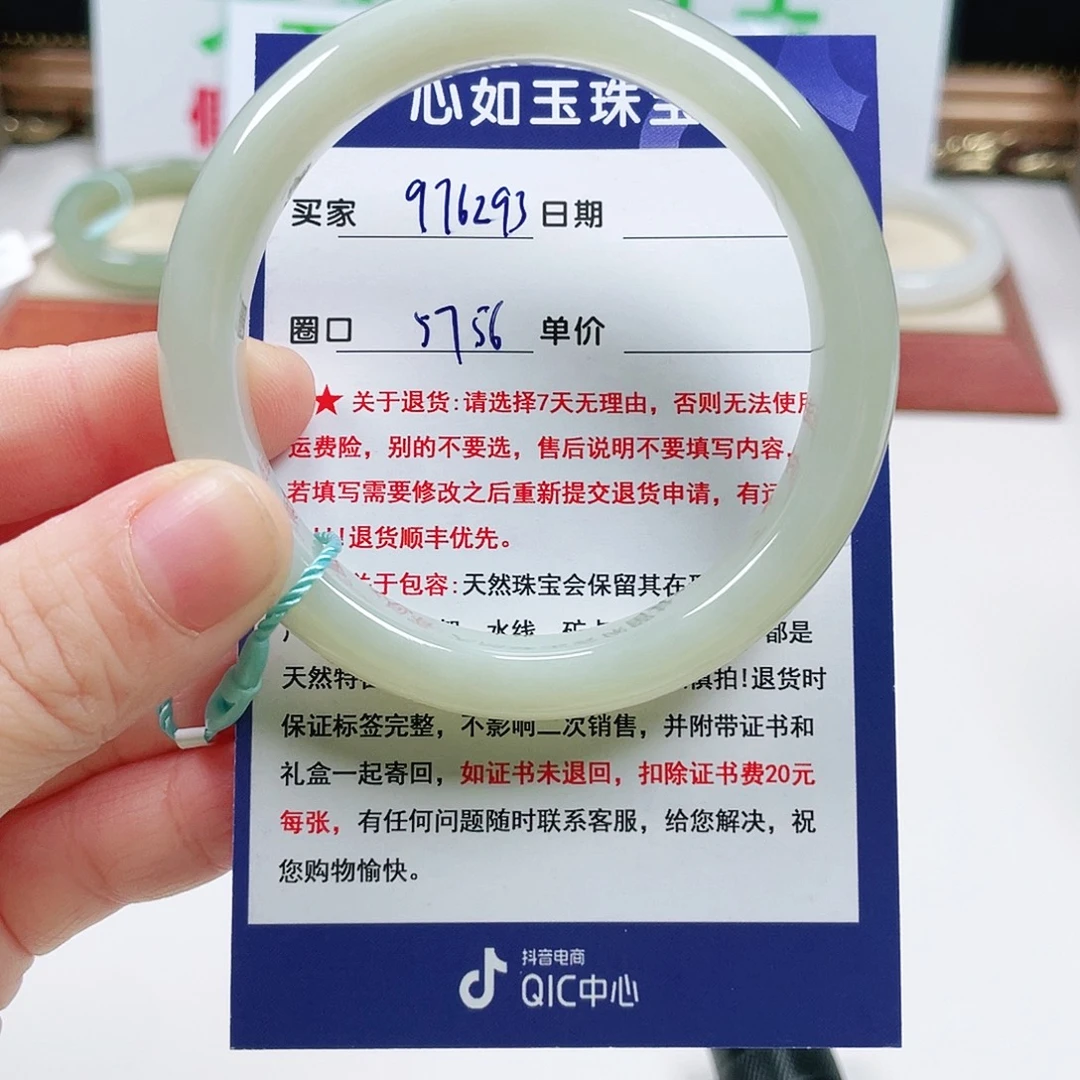 心如玉珠宝
买家 976293 日期
圈口 5756 单价
★ 关于退货:请选择7天无理由，否则无法使用
运费险，别的不要选，售后说明不要填写内容.
若填写需要修改之后重新提交退货申请，有
!!退货顺丰优先。
关于包容:天然珠宝会保留其在
水线 矿 都是
天然特 慎拍!退货时
保证标签完整，不影响二次销售，并附带证书和
礼盒一起寄回，如证书未退回，扣除证书费20元
每张，有任何问题随时联系客服，给您解决，祝
您购物愉快。
抖音电商
QIC中心